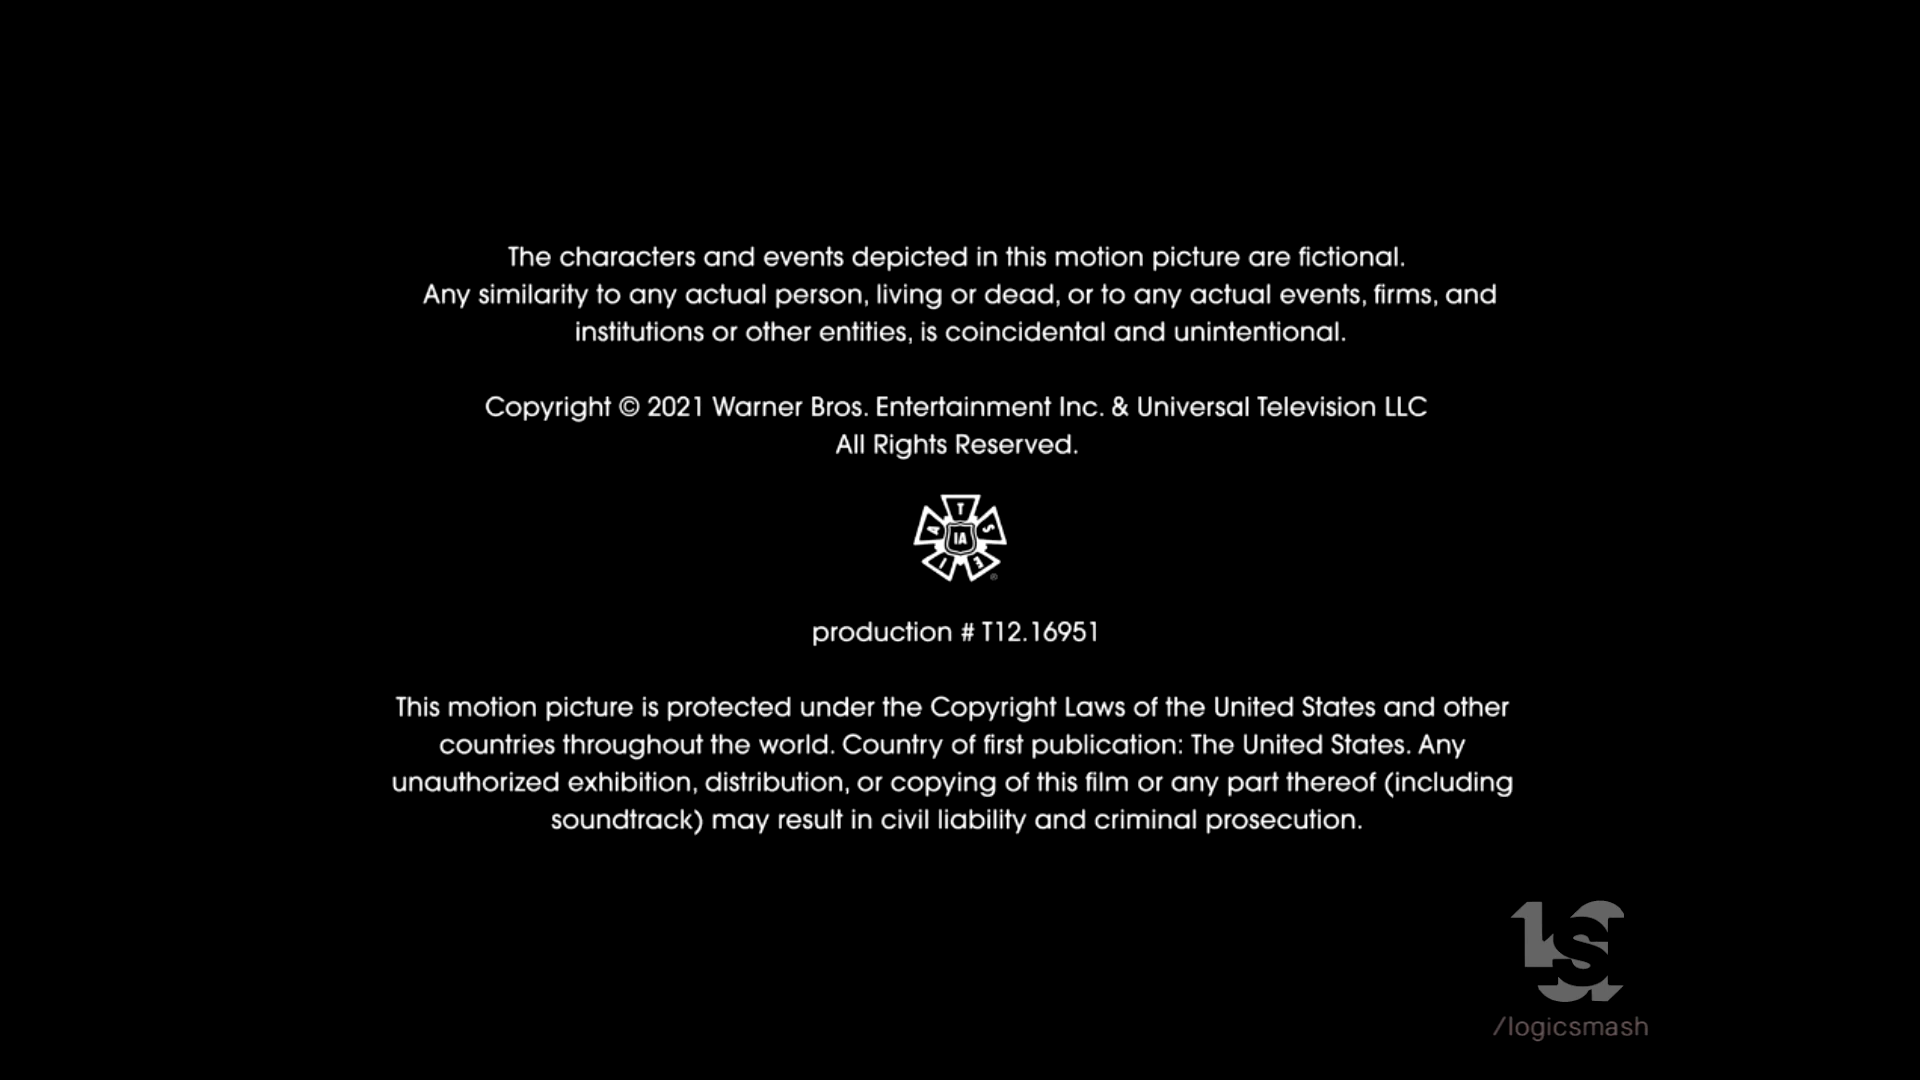 The characters and events depicted in this motion picture are fictional.
Any similarity to any actual person, living or dead, or to any actual events, firms, and
institutions or other entities, is coincidental and unintentional.
Copyright © 2021 Warner Bros. Entertainment Inc. & Universal Television LLC
All Rights Reserved.
I A T S E
IA
®
production # T12.16951
This motion picture is protected under the Copyright Laws of the United States and other
countries throughout the world. Country of first publication: The United States. Any
unauthorized exhibition, distribution, or copying of this film or any part thereof (including
soundtrack) may result in civil liability and criminal prosecution.
LS
/logicsmash